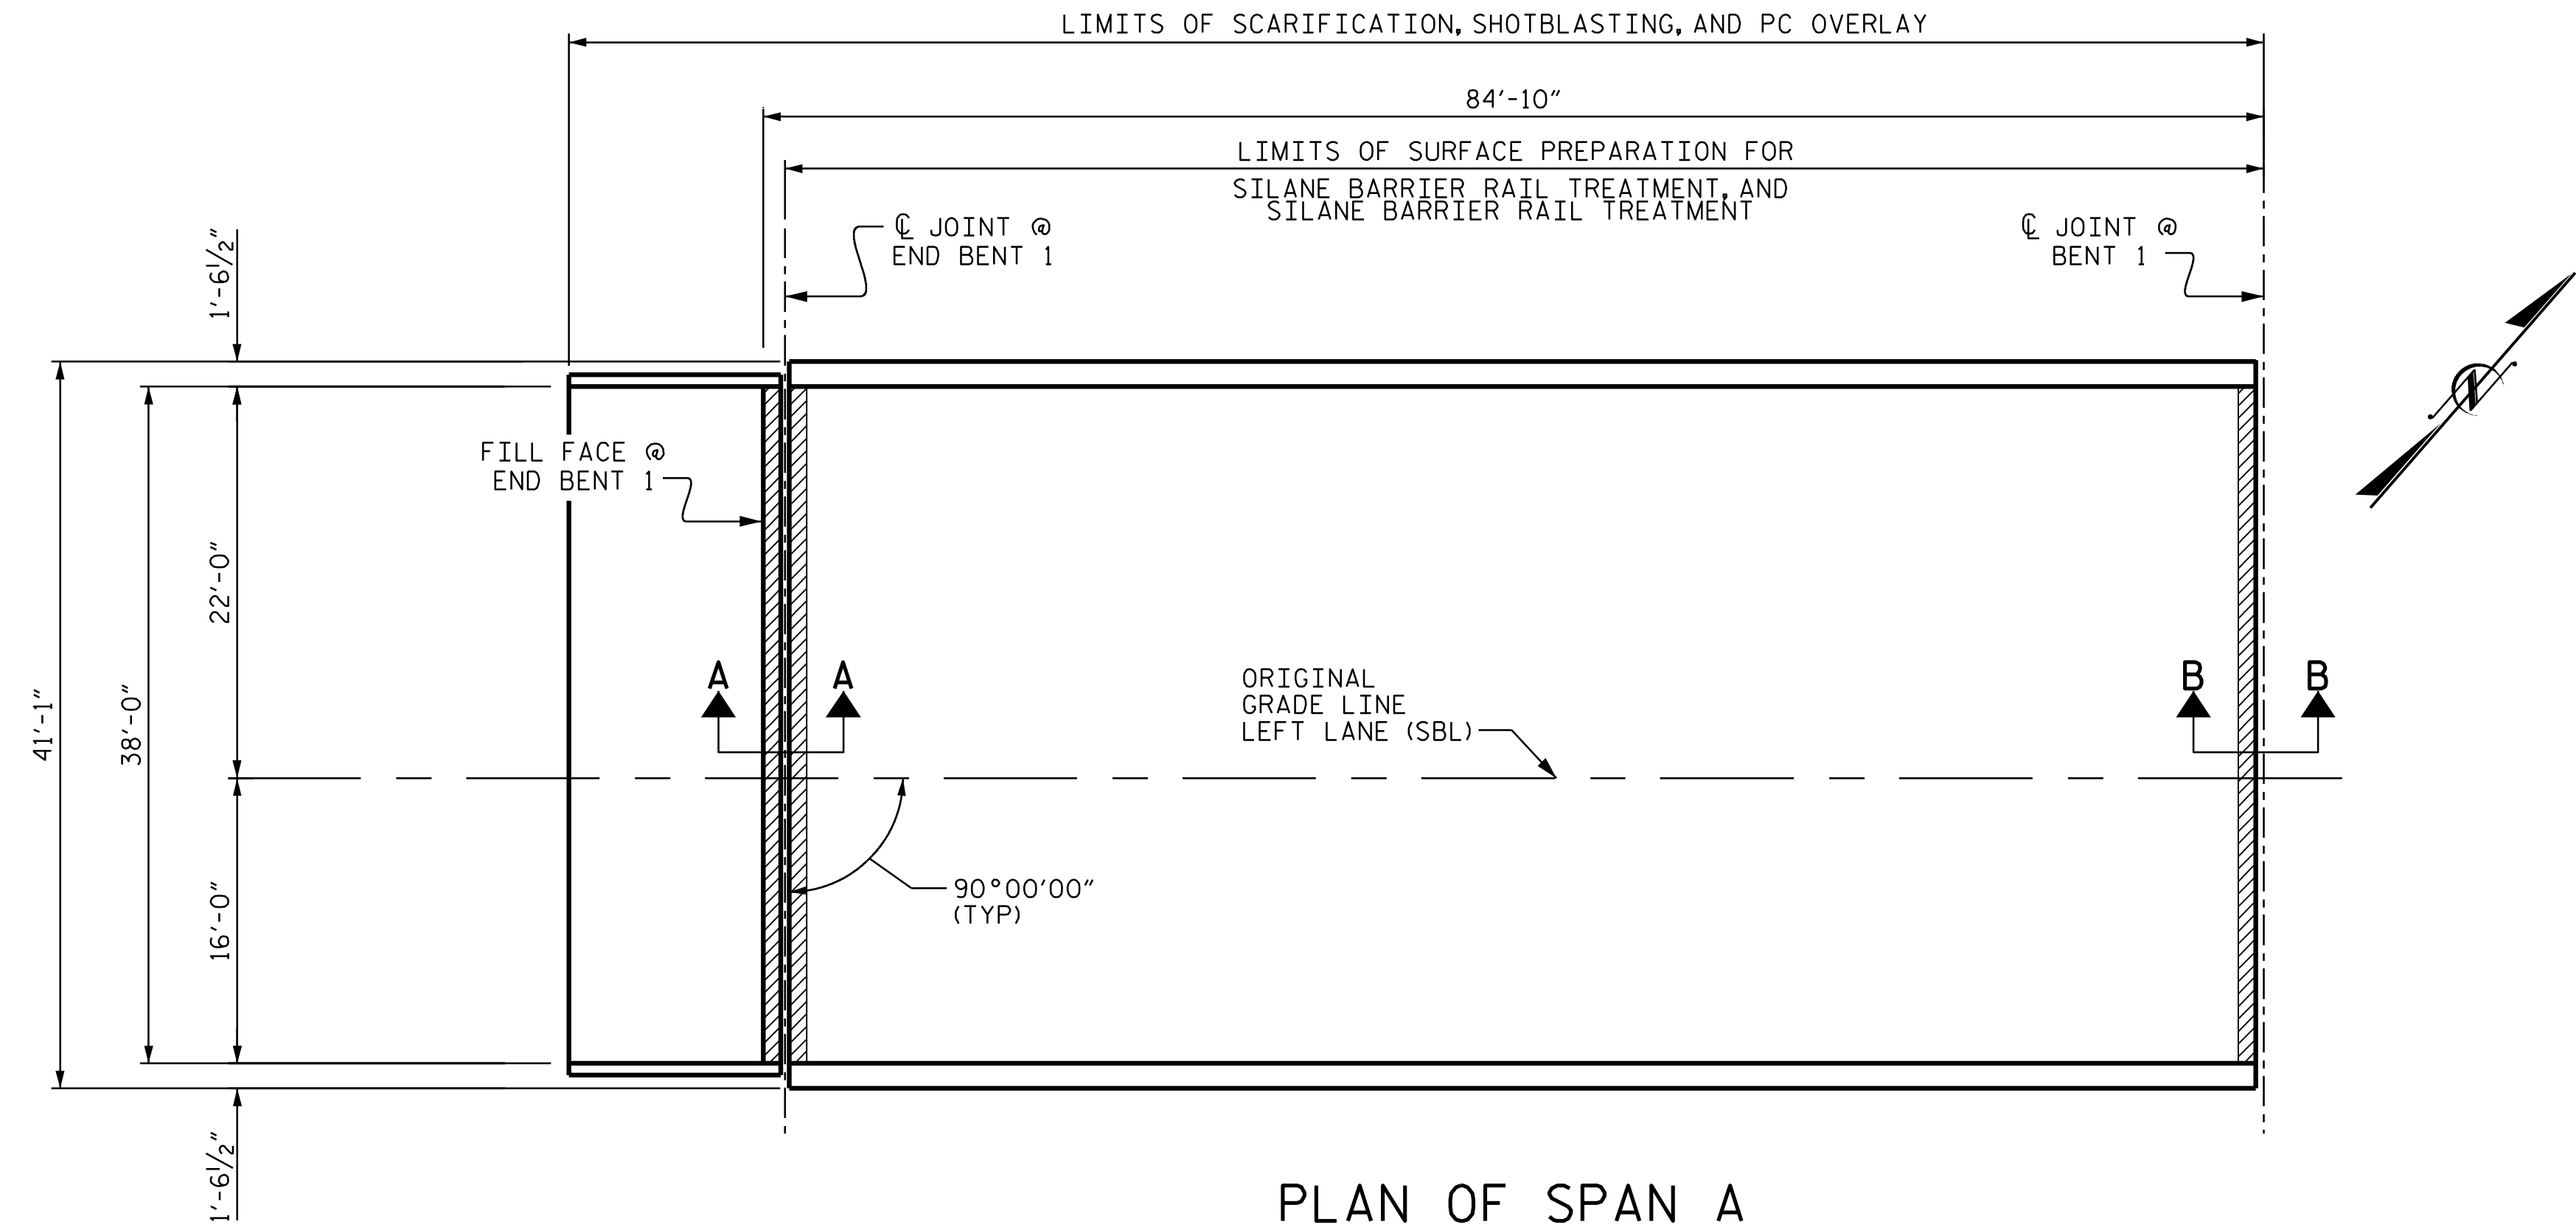 LIMITS OF SCARIFICATION, SHOTBLASTING, AND PC OVERLAY
84'-10"
LIMITS OF SURFACE PREPARATION FOR
SILANE BARRIER RAIL TREATMENT, AND
SILANE BARRIER RAIL TREATMENT
℄ JOINT @
END BENT 1
℄ JOINT @
BENT 1
1'-6½"
FILL FACE @
END BENT 1
N
22'-0"
41'-1"
38'-0"
A
A
ORIGINAL
GRADE LINE
LEFT LANE (SBL)
B
B
90°00'00"
(TYP)
16'-0"
1'-6½"
PLAN OF SPAN A